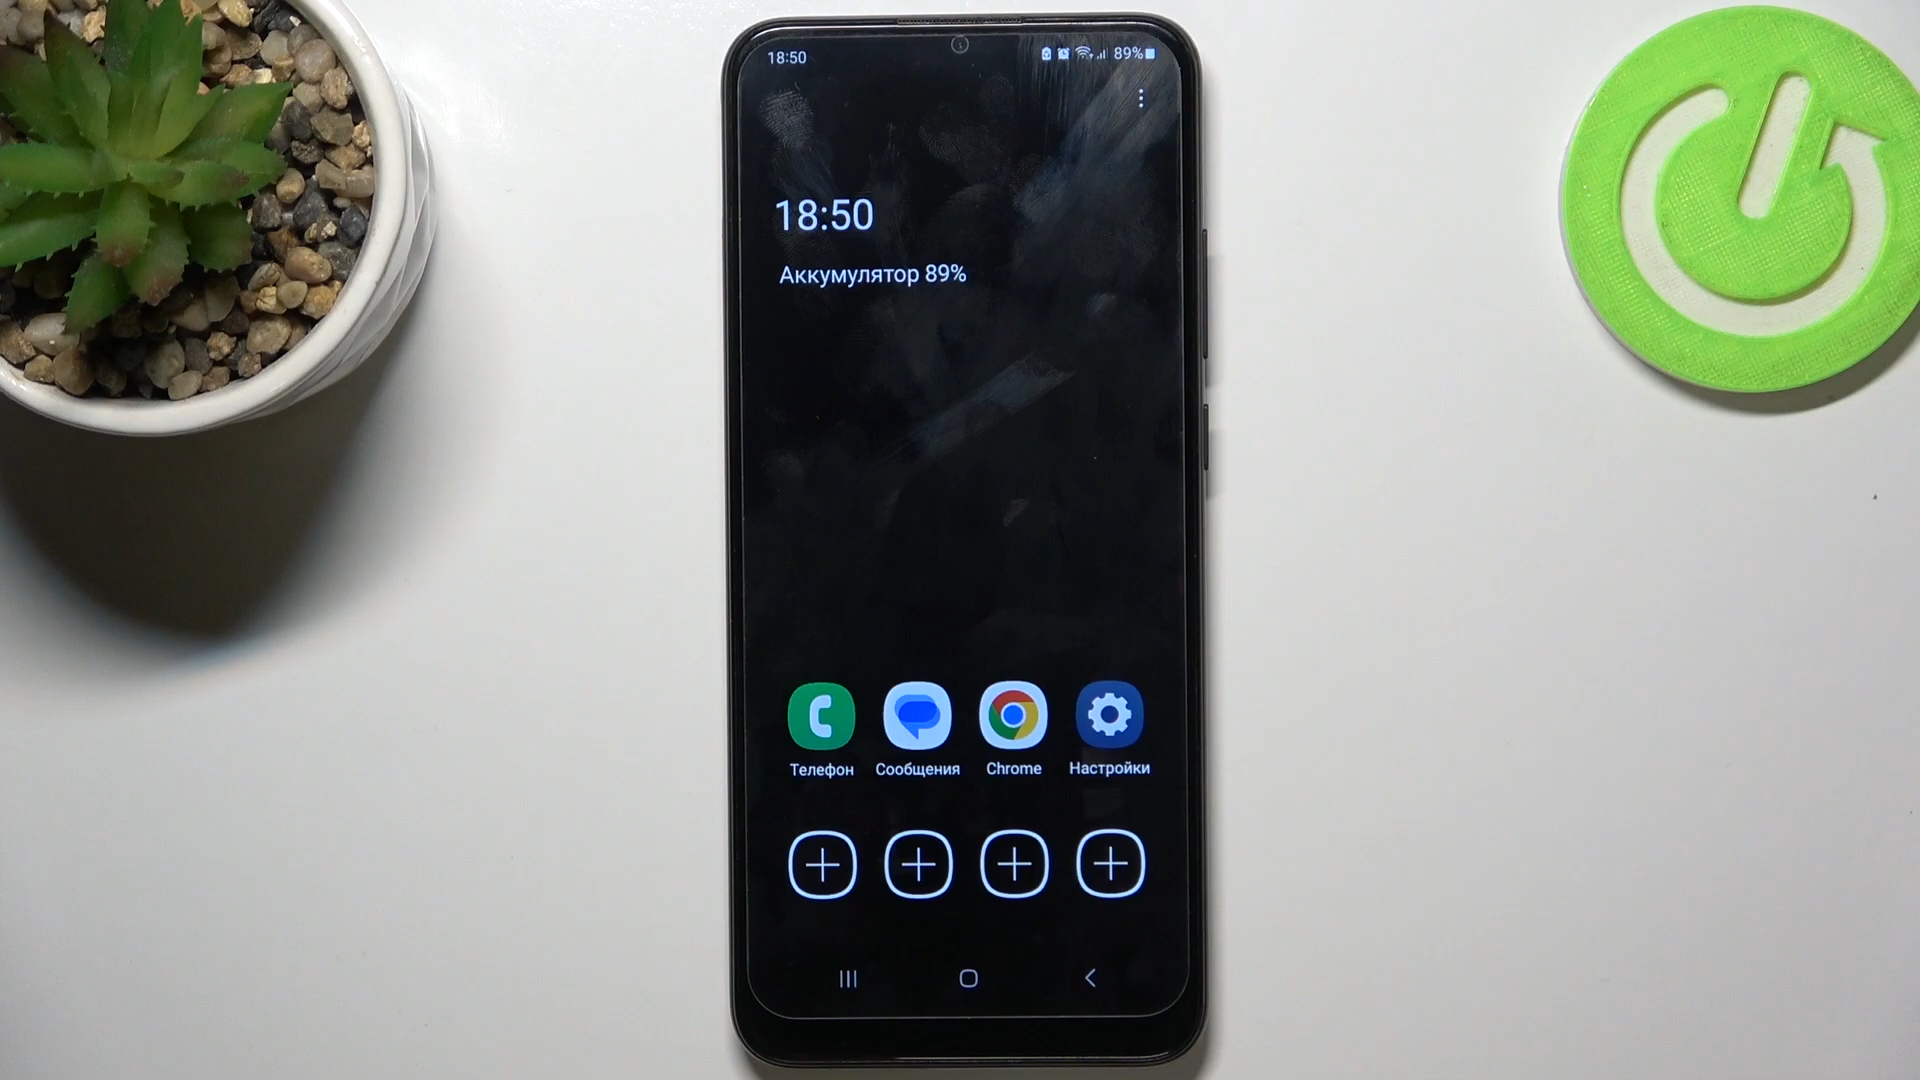 18:50
89%
18:50
Аккумулятор 89%
Телефон Сообщения Chrome Настройки